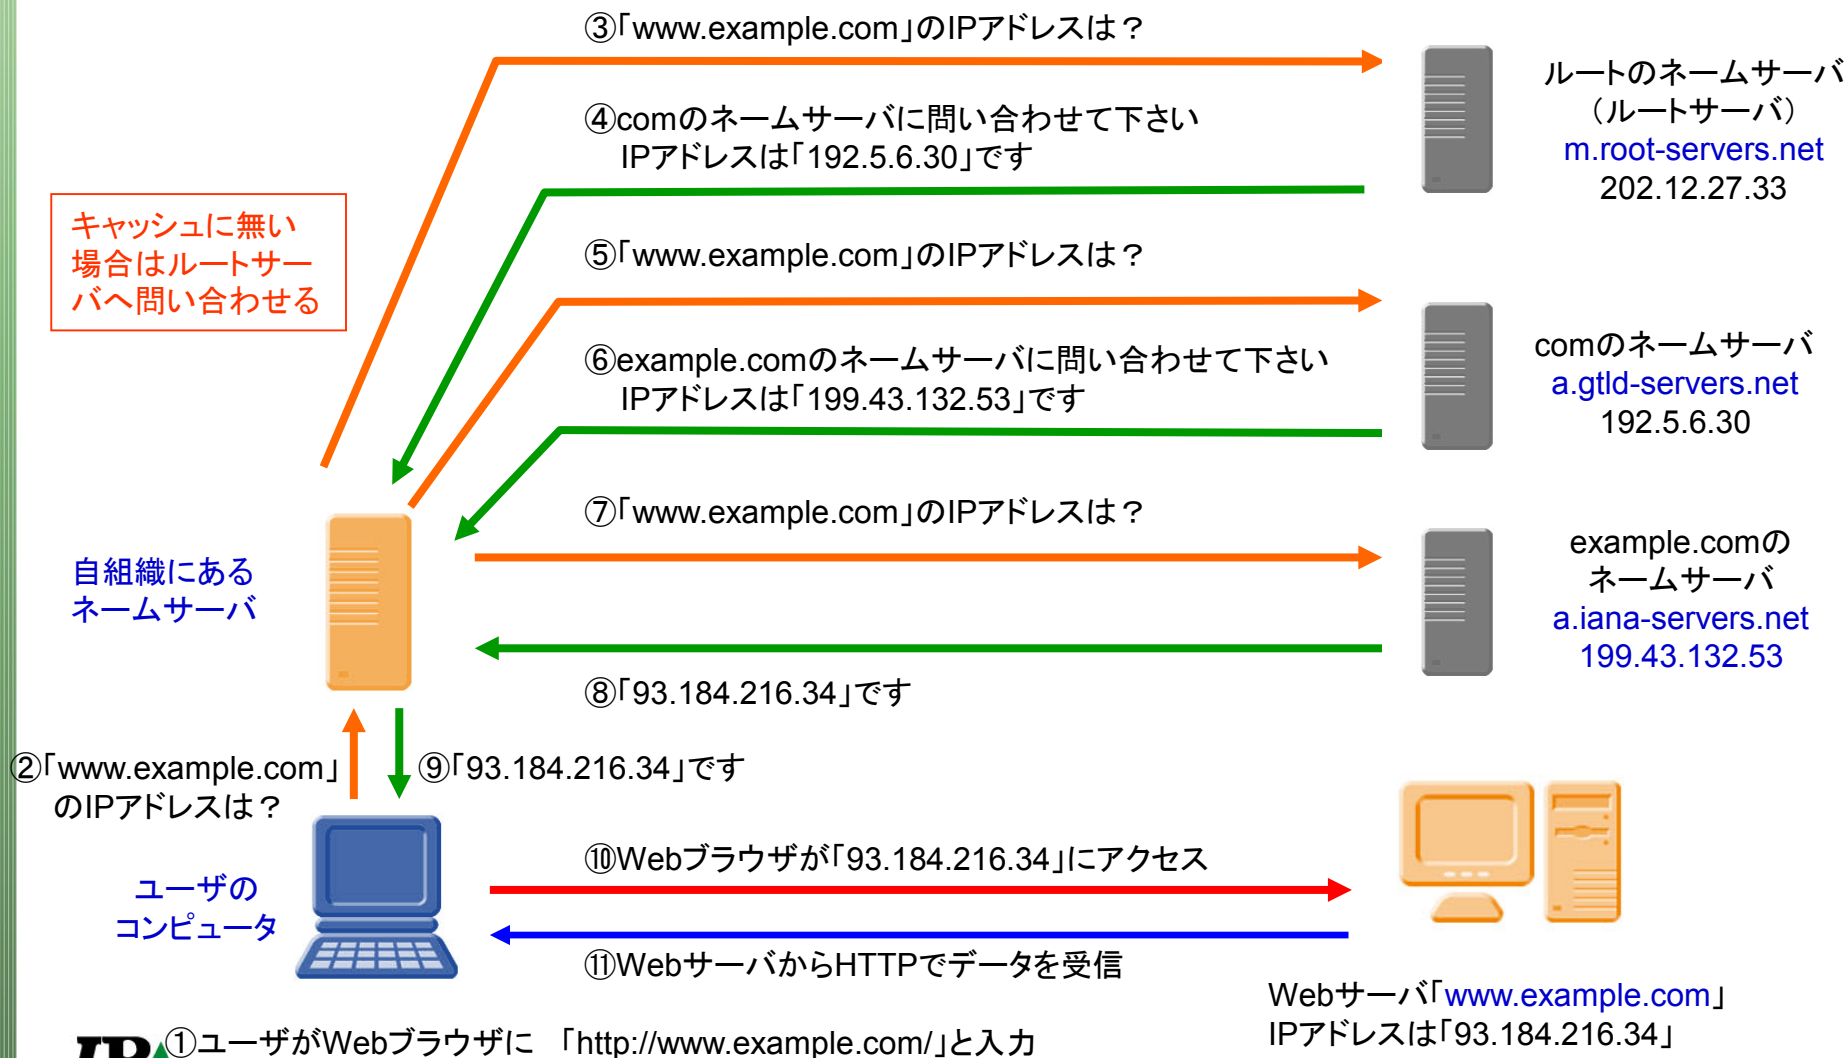 ③「www.example.com」のIPアドレスは？
ルートのネームサーバ
（ルートサーバ）
m.root-servers.net
202.12.27.33
④comのネームサーバに問い合わせて下さい
IPアドレスは「192.5.6.30」です
キャッシュに無い
場合はルートサー
バへ問い合わせる
⑤「www.example.com」のIPアドレスは？
comのネームサーバ
a.gtld-servers.net
192.5.6.30
⑥example.comのネームサーバに問い合わせて下さい
IPアドレスは「199.43.132.53」です
⑦「www.example.com」のIPアドレスは？
example.comの
ネームサーバ
a.iana-servers.net
199.43.132.53
自組織にある
ネームサーバ
⑧「93.184.216.34」です
②「www.example.com」
のIPアドレスは？
⑨「93.184.216.34」です
ユーザの
コンピュータ
⑩Webブラウザが「93.184.216.34」にアクセス
⑪WebサーバからHTTPでデータを受信
Webサーバ「www.example.com」
IPアドレスは「93.184.216.34」
①ユーザがWebブラウザに 「http://www.example.com/」と入力